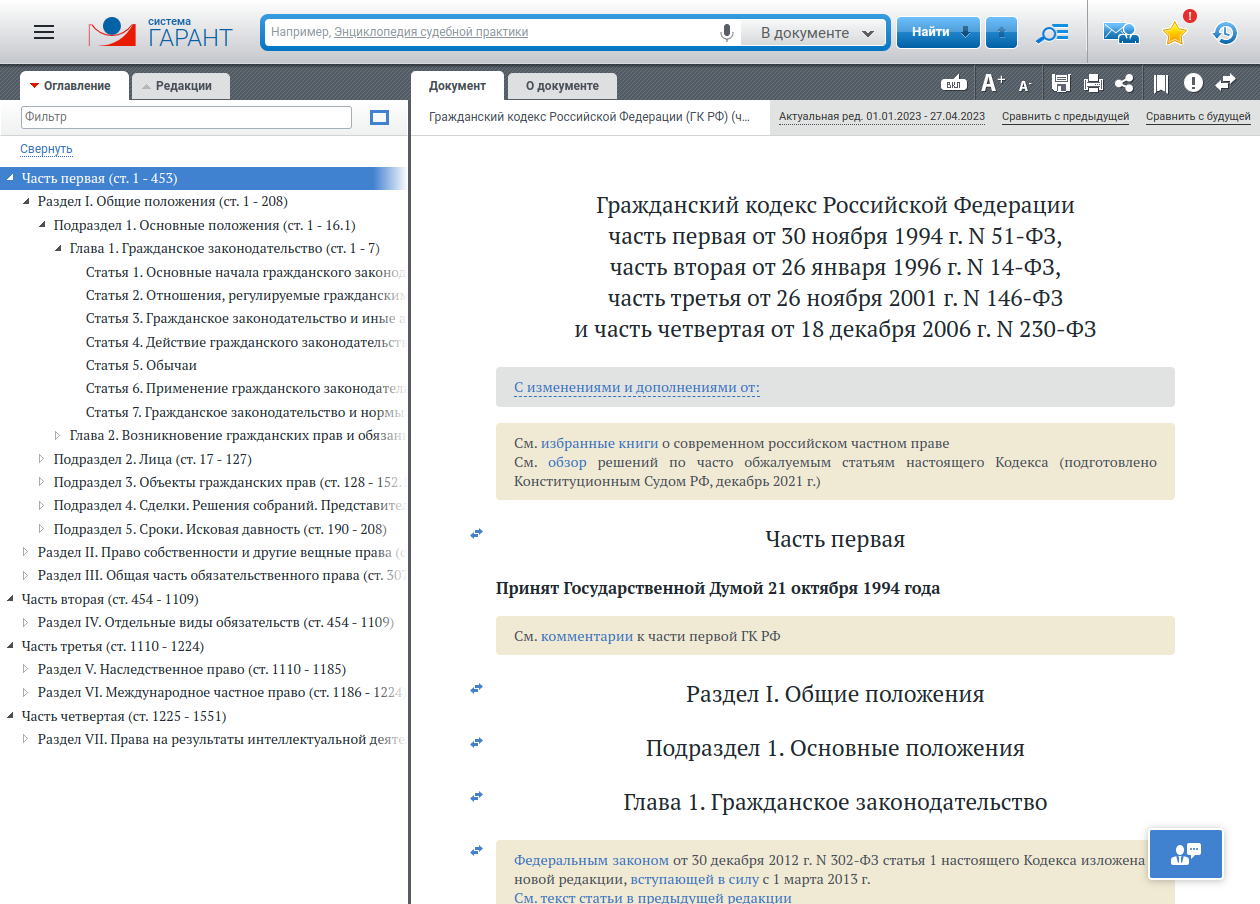 система
ГАРАНТ
Например, Энциклопедия судебной практики
В документе
Найти
Оглавление
Редакции
Документ
О документе
вкл
A+
A-
Фильтр
Гражданский кодекс Российской Федерации (ГК РФ) (ч...
Актуальная ред. 01.01.2023 - 27.04.2023
Сравнить с предыдущей
Сравнить с будущей
Свернуть
Часть первая (ст. 1 - 453)
Раздел I. Общие положения (ст. 1 - 208)
Подраздел 1. Основные положения (ст. 1 - 16.1)
Глава 1. Гражданское законодательство (ст. 1 - 7)
Статья 1. Основные начала гражданского законод
Статья 2. Отношения, регулируемые гражданским
Статья 3. Гражданское законодательство и иные а
Статья 4. Действие гражданского законодательств
Статья 5. Обычаи
Статья 6. Применение гражданского законодател
Статья 7. Гражданское законодательство и нормы
Глава 2. Возникновение гражданских прав и обязан
Подраздел 2. Лица (ст. 17 - 127)
Подраздел 3. Объекты гражданских прав (ст. 128 - 152.
Подраздел 4. Сделки. Решения собраний. Представител
Подраздел 5. Сроки. Исковая давность (ст. 190 - 208)
Раздел II. Право собственности и другие вещные права (с
Раздел III. Общая часть обязательственного права (ст. 307
Часть вторая (ст. 454 - 1109)
Раздел IV. Отдельные виды обязательств (ст. 454 - 1109)
Часть третья (ст. 1110 - 1224)
Раздел V. Наследственное право (ст. 1110 - 1185)
Раздел VI. Международное частное право (ст. 1186 - 1224
Часть четвертая (ст. 1225 - 1551)
Раздел VII. Права на результаты интеллектуальной деяте
Гражданский кодекс Российской Федерации
часть первая от 30 ноября 1994 г. N 51-ФЗ,
часть вторая от 26 января 1996 г. N 14-ФЗ,
часть третья от 26 ноября 2001 г. N 146-ФЗ
и часть четвертая от 18 декабря 2006 г. N 230-ФЗ
С изменениями и дополнениями от:
См. избранные книги о современном российском частном праве
См. обзор решений по часто обжалуемым статьям настоящего Кодекса (подготовлено
Конституционным Судом РФ, декабрь 2021 г.)
Часть первая
Принят Государственной Думой 21 октября 1994 года
См. комментарии к части первой ГК РФ
Раздел I. Общие положения
Подраздел 1. Основные положения
Глава 1. Гражданское законодательство
Федеральным законом от 30 декабря 2012 г. N 302-ФЗ статья 1 настоящего Кодекса изложена
новой редакции, вступающей в силу с 1 марта 2013 г.
См. текст статьи в предыдущей редакции